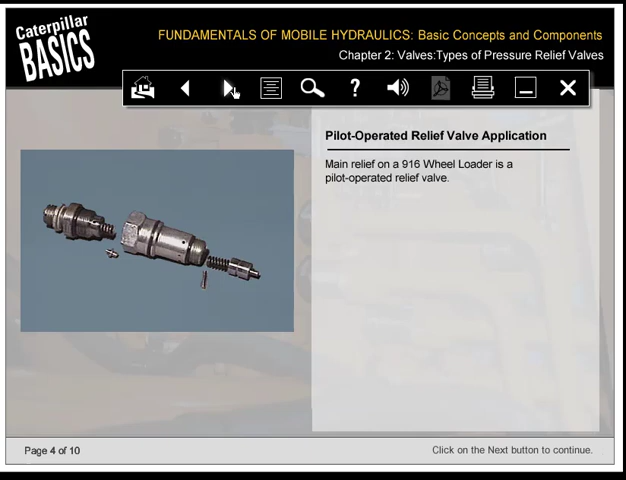 Caterpillar
BASICS
FUNDAMENTALS OF MOBILE HYDRAULICS: Basic Concepts and Components
Chapter 2: Valves:Types of Pressure Relief Valves
?
Pilot-Operated Relief Valve Application
Main relief on a 916 Wheel Loader is a
pilot-operated relief valve.
Page 4 of 10
Click on the Next button to continue.